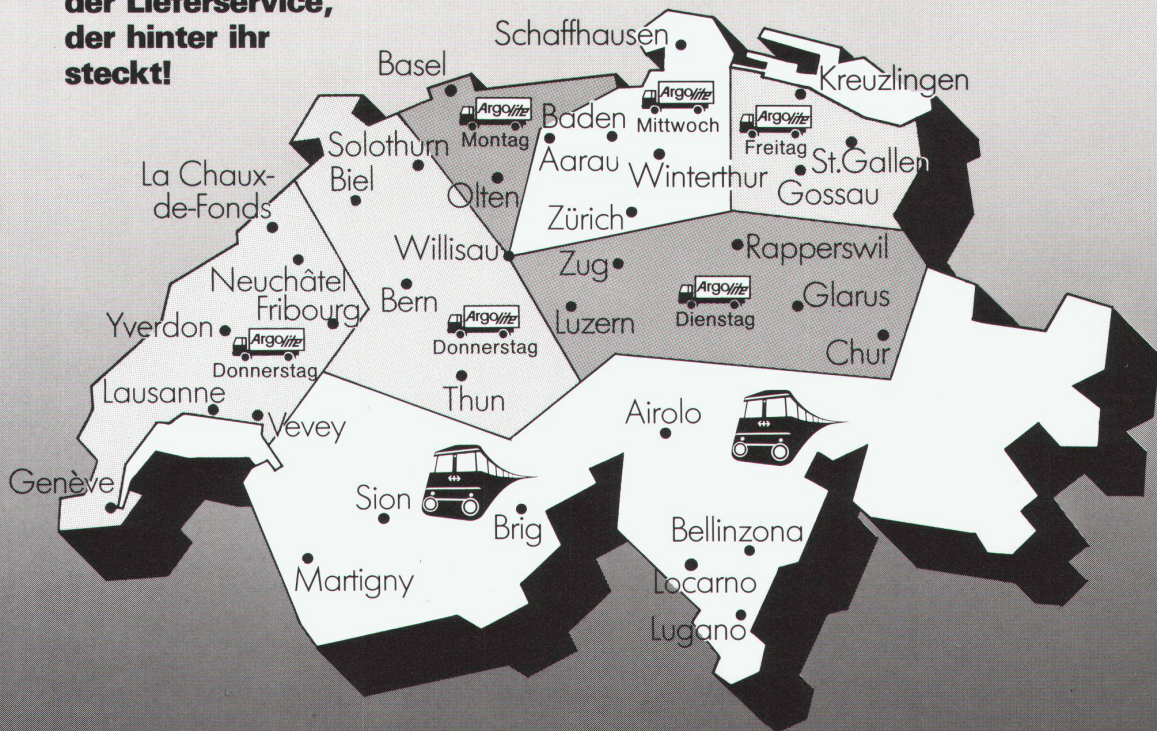 der Lieferservice,
der hinter ihr
steckt!
Schaffhausen
Basel
Kreuzlingen
Argolite
Montag
Argolite
Mittwoch
Argolite
Freitag
Baden
Aarau
Winterthur
St.Gallen
Gossau
Solothurn
Biel
Olten
Zürich
La Chaux-
de-Fonds
Willisau
Zug
Rapperswil
Neuchâtel
Fribourg
Bern
Luzern
Argolite
Dienstag
Glarus
Chur
Yverdon
Argolite
Donnerstag
Argolite
Donnerstag
Thun
Lausanne
Vevey
Airolo
Genève
Sion
Brig
Martigny
Bellinzona
Locarno
Lugano